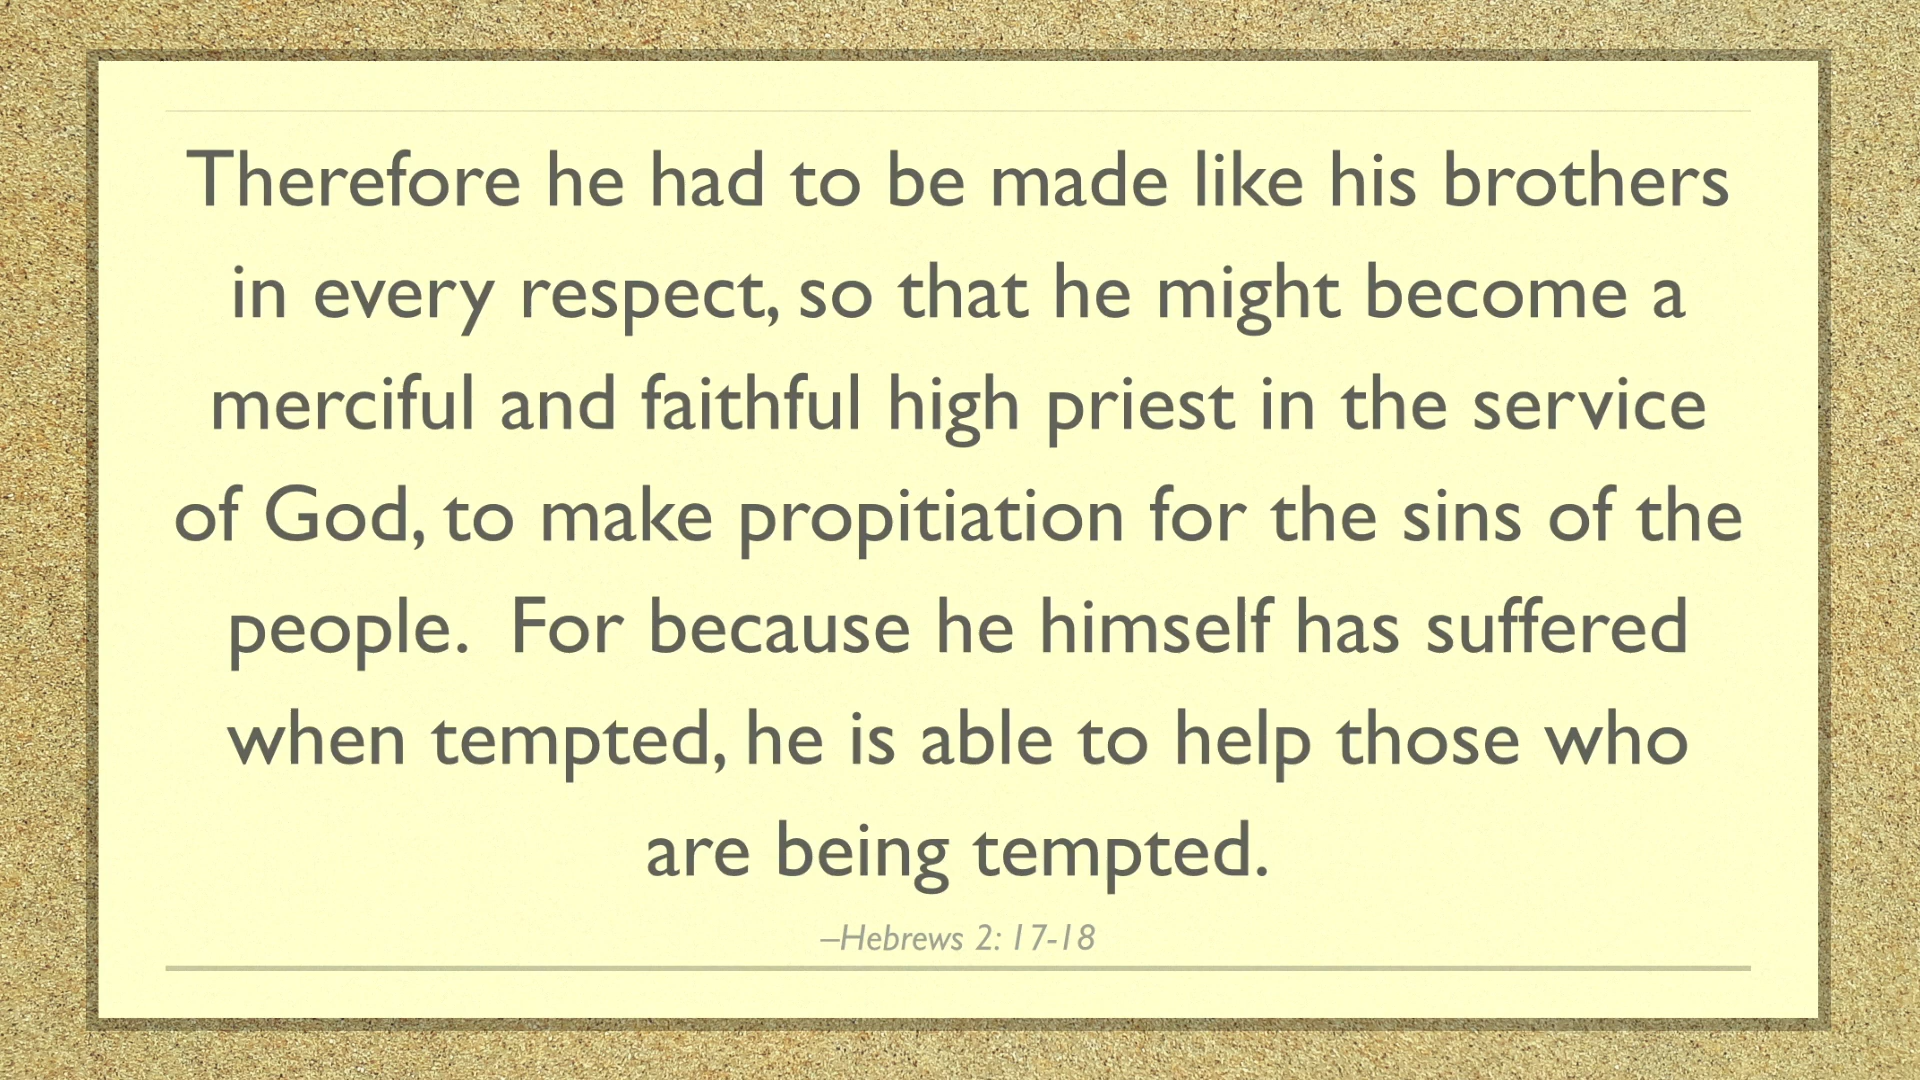 Therefore he had to be made like his brothers
in every respect, so that he might become a
merciful and faithful high priest in the service
of God, to make propitiation for the sins of the
people.  For because he himself has suffered
when tempted, he is able to help those who
are being tempted.
–Hebrews 2: 17-18